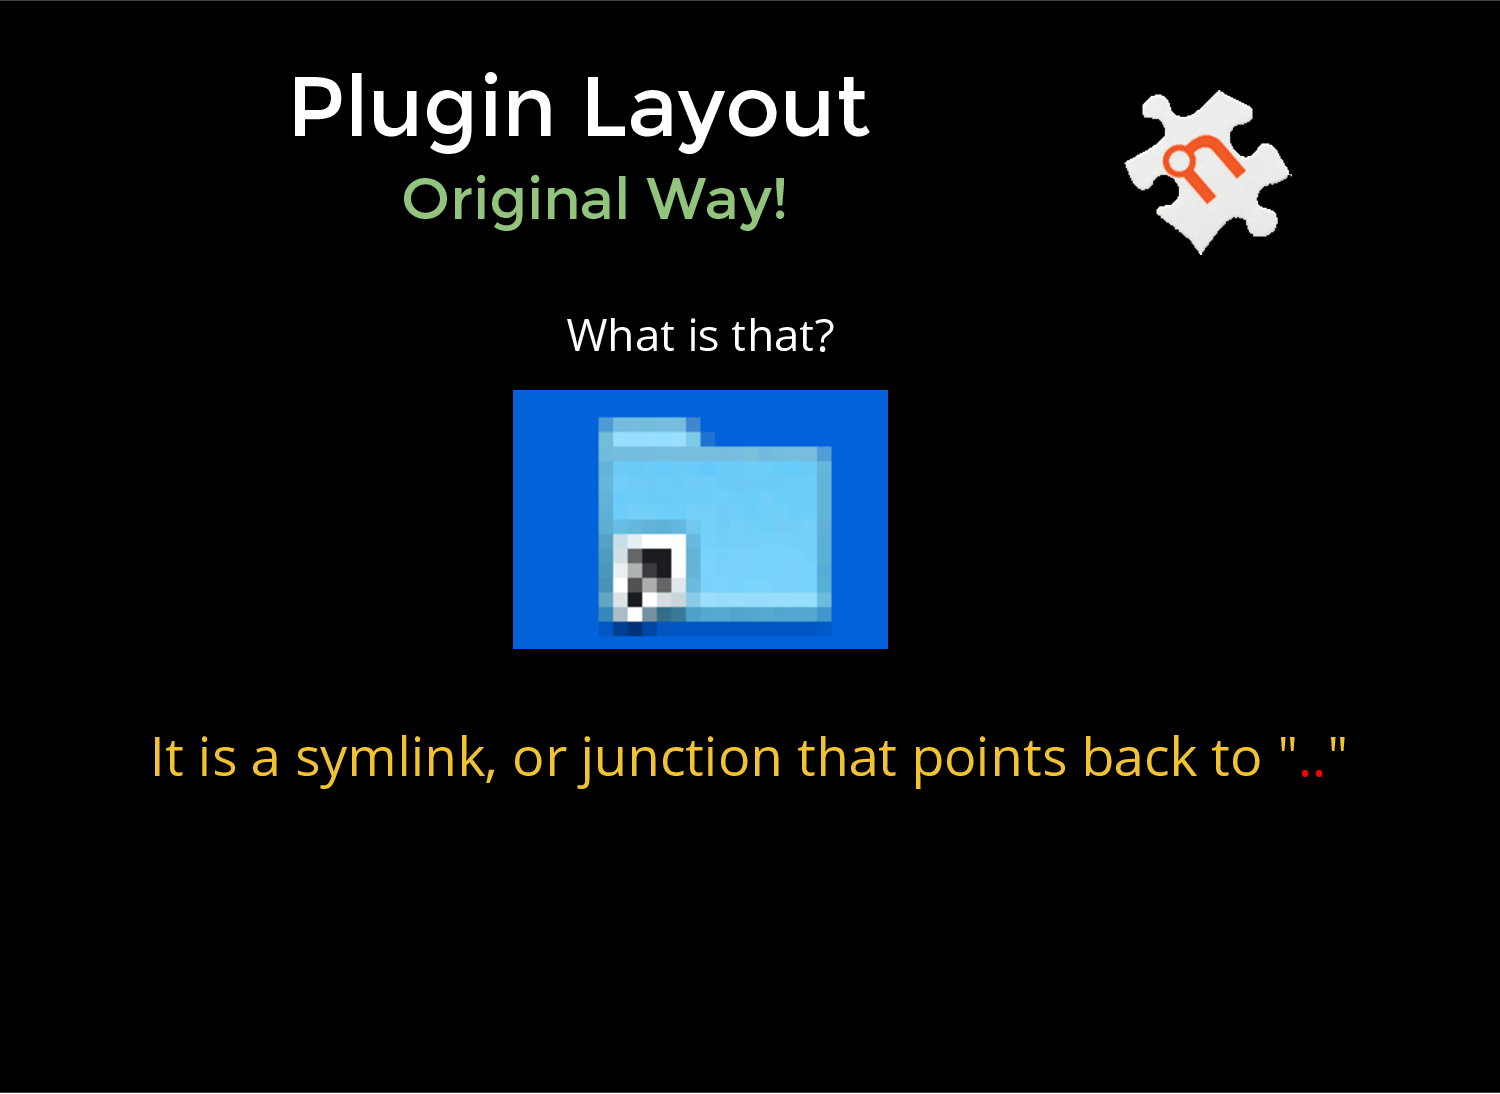 Plugin Layout
Original Way!
What is that?
It is a symlink, or junction that points back to ".."